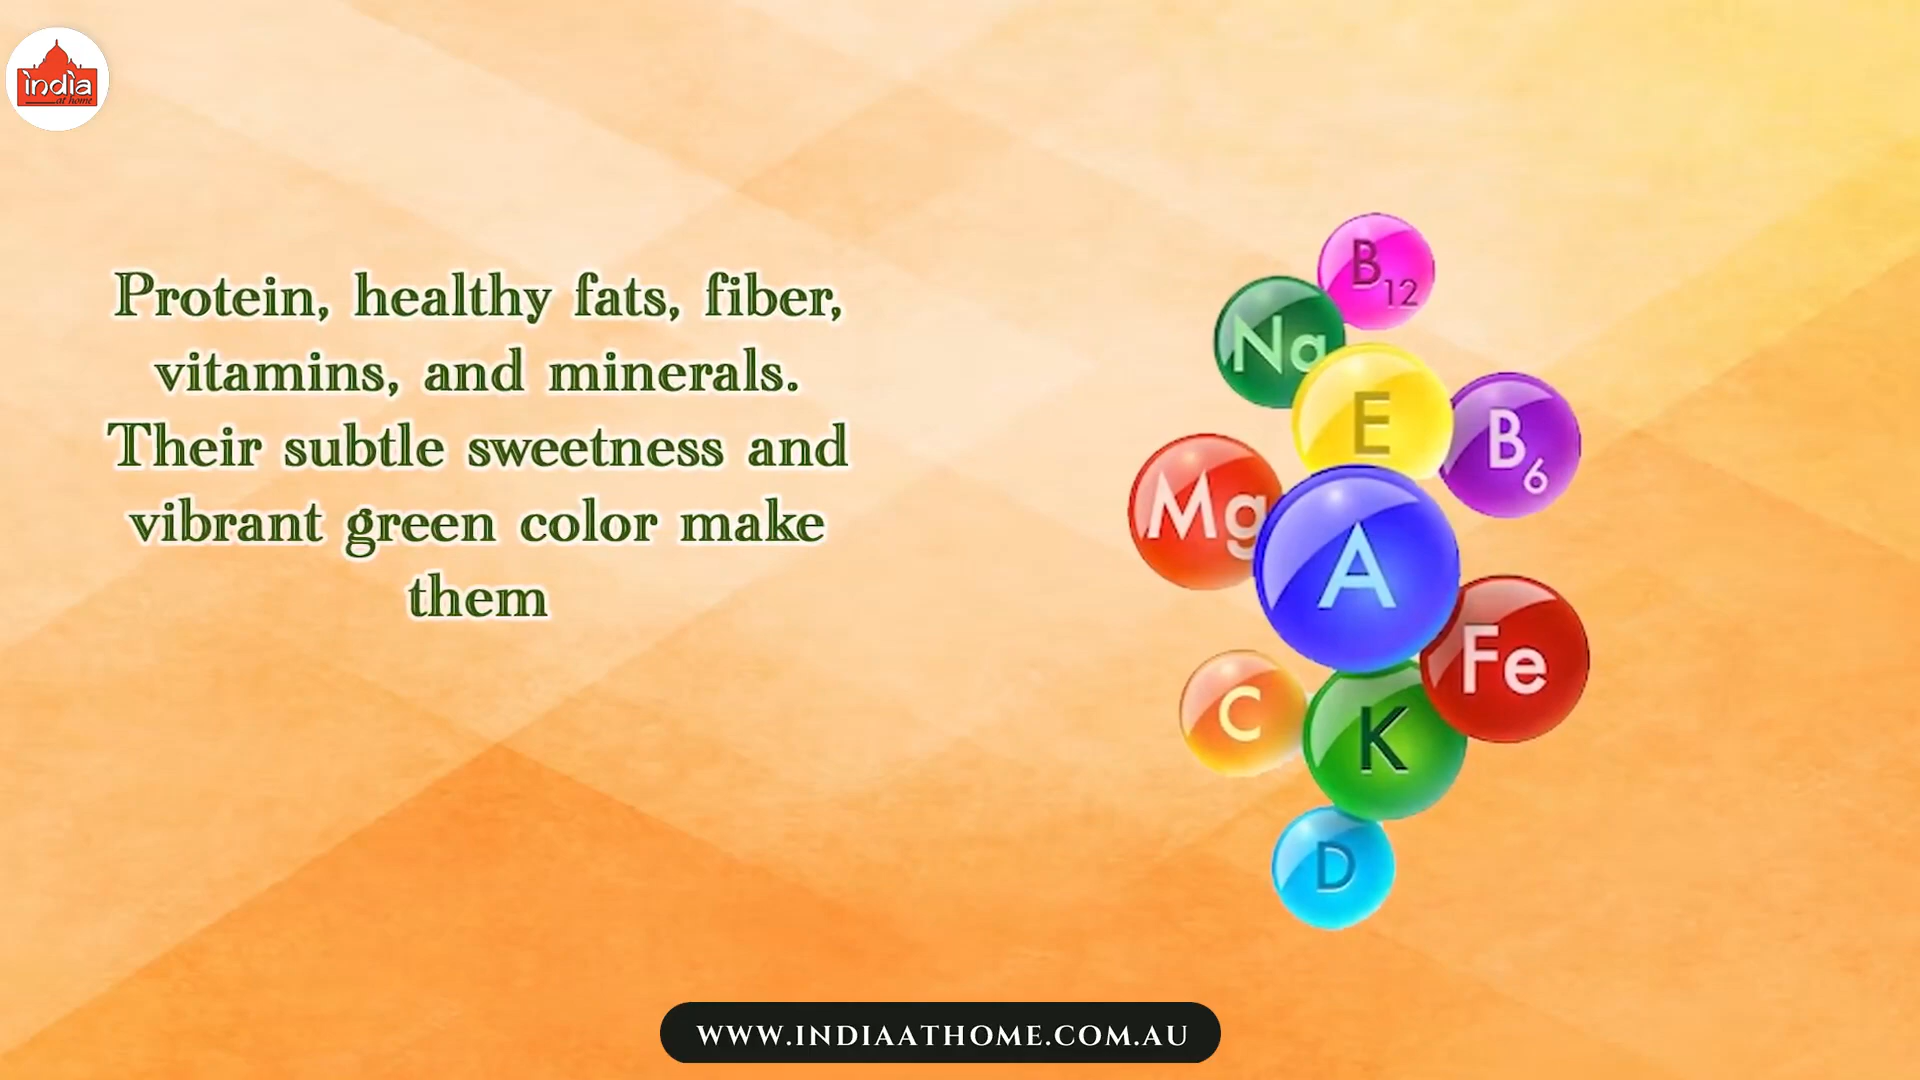 india
at home
Protein, healthy fats, fiber,
vitamins, and minerals.
Their subtle sweetness and
vibrant green color make
them
B12
Na
E
B6
Mg
A
Fe
C
K
D
WWW.INDIAATHOME.COM.AU